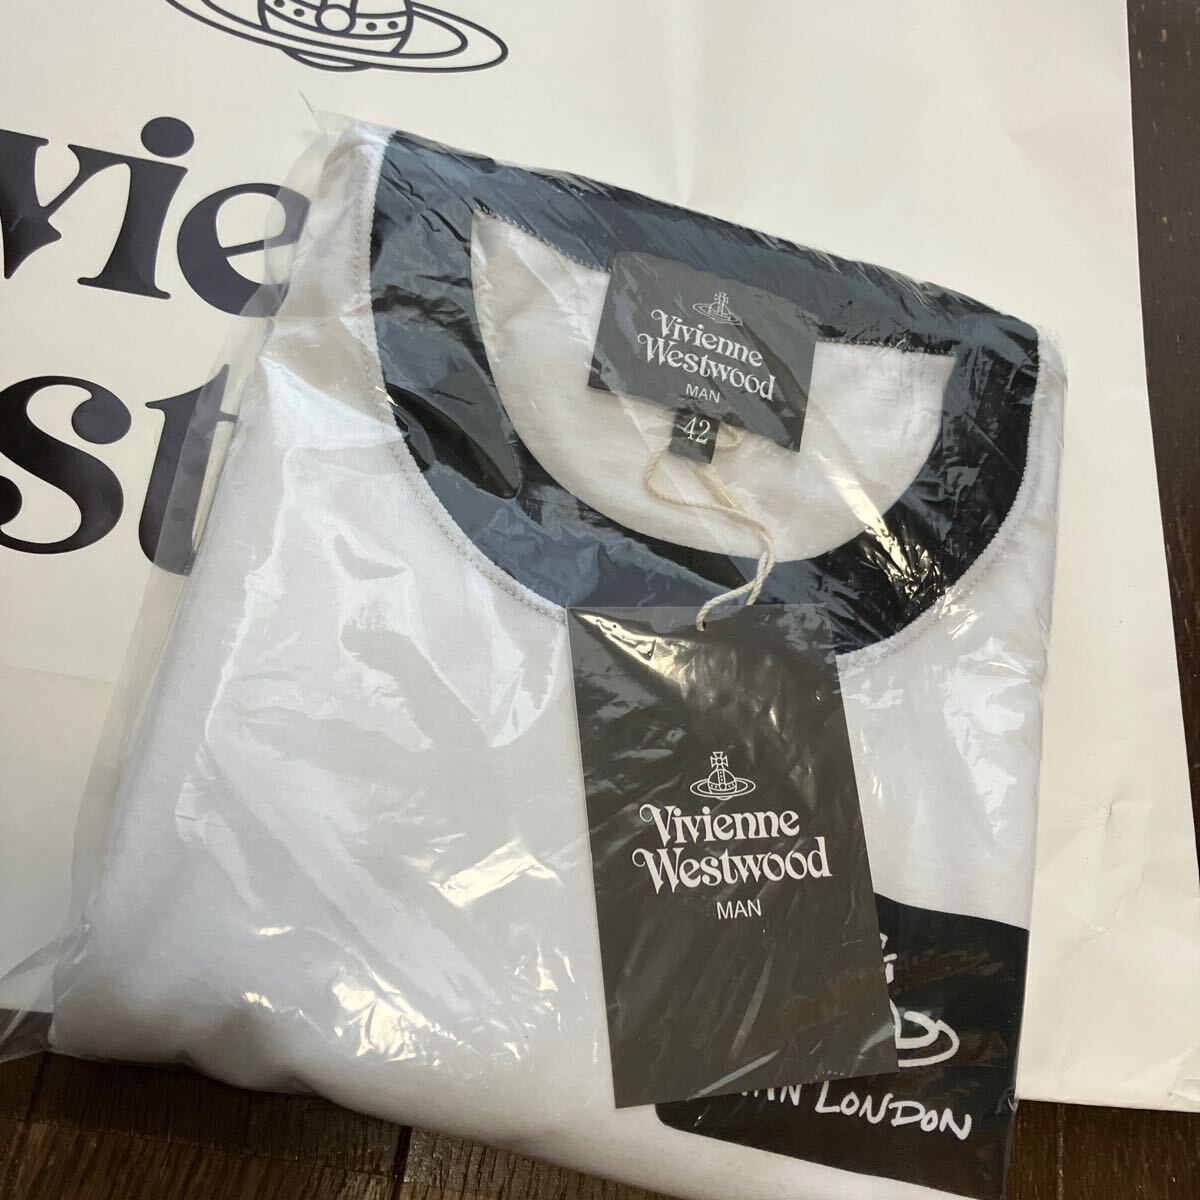 vie
st
Vivienne
Westwood
MAN
42
Vivienne
Westwood
MAN
LONDON